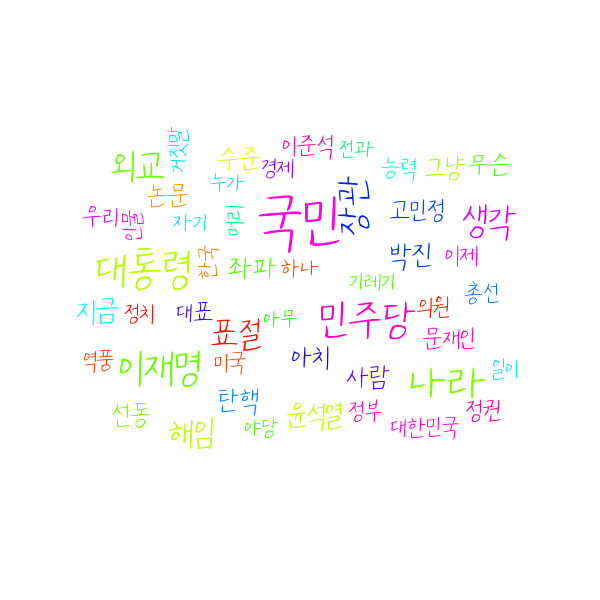 거짓말
이준석
전과
외교
수준
경제
능력
그냥
무슨
논문
누가
국민
장관
우리
인물
자기
머리
고민정
생각
대통령
한국
좌파
하나
박진
이제
기레기
총선
지금
정치
대표
표절
아무
민주당
의원
문재인
역풍
이재명
미국
아치
사람
나라
일이
탄핵
선동
해임
야당
윤석열
정부
대한민국
정권